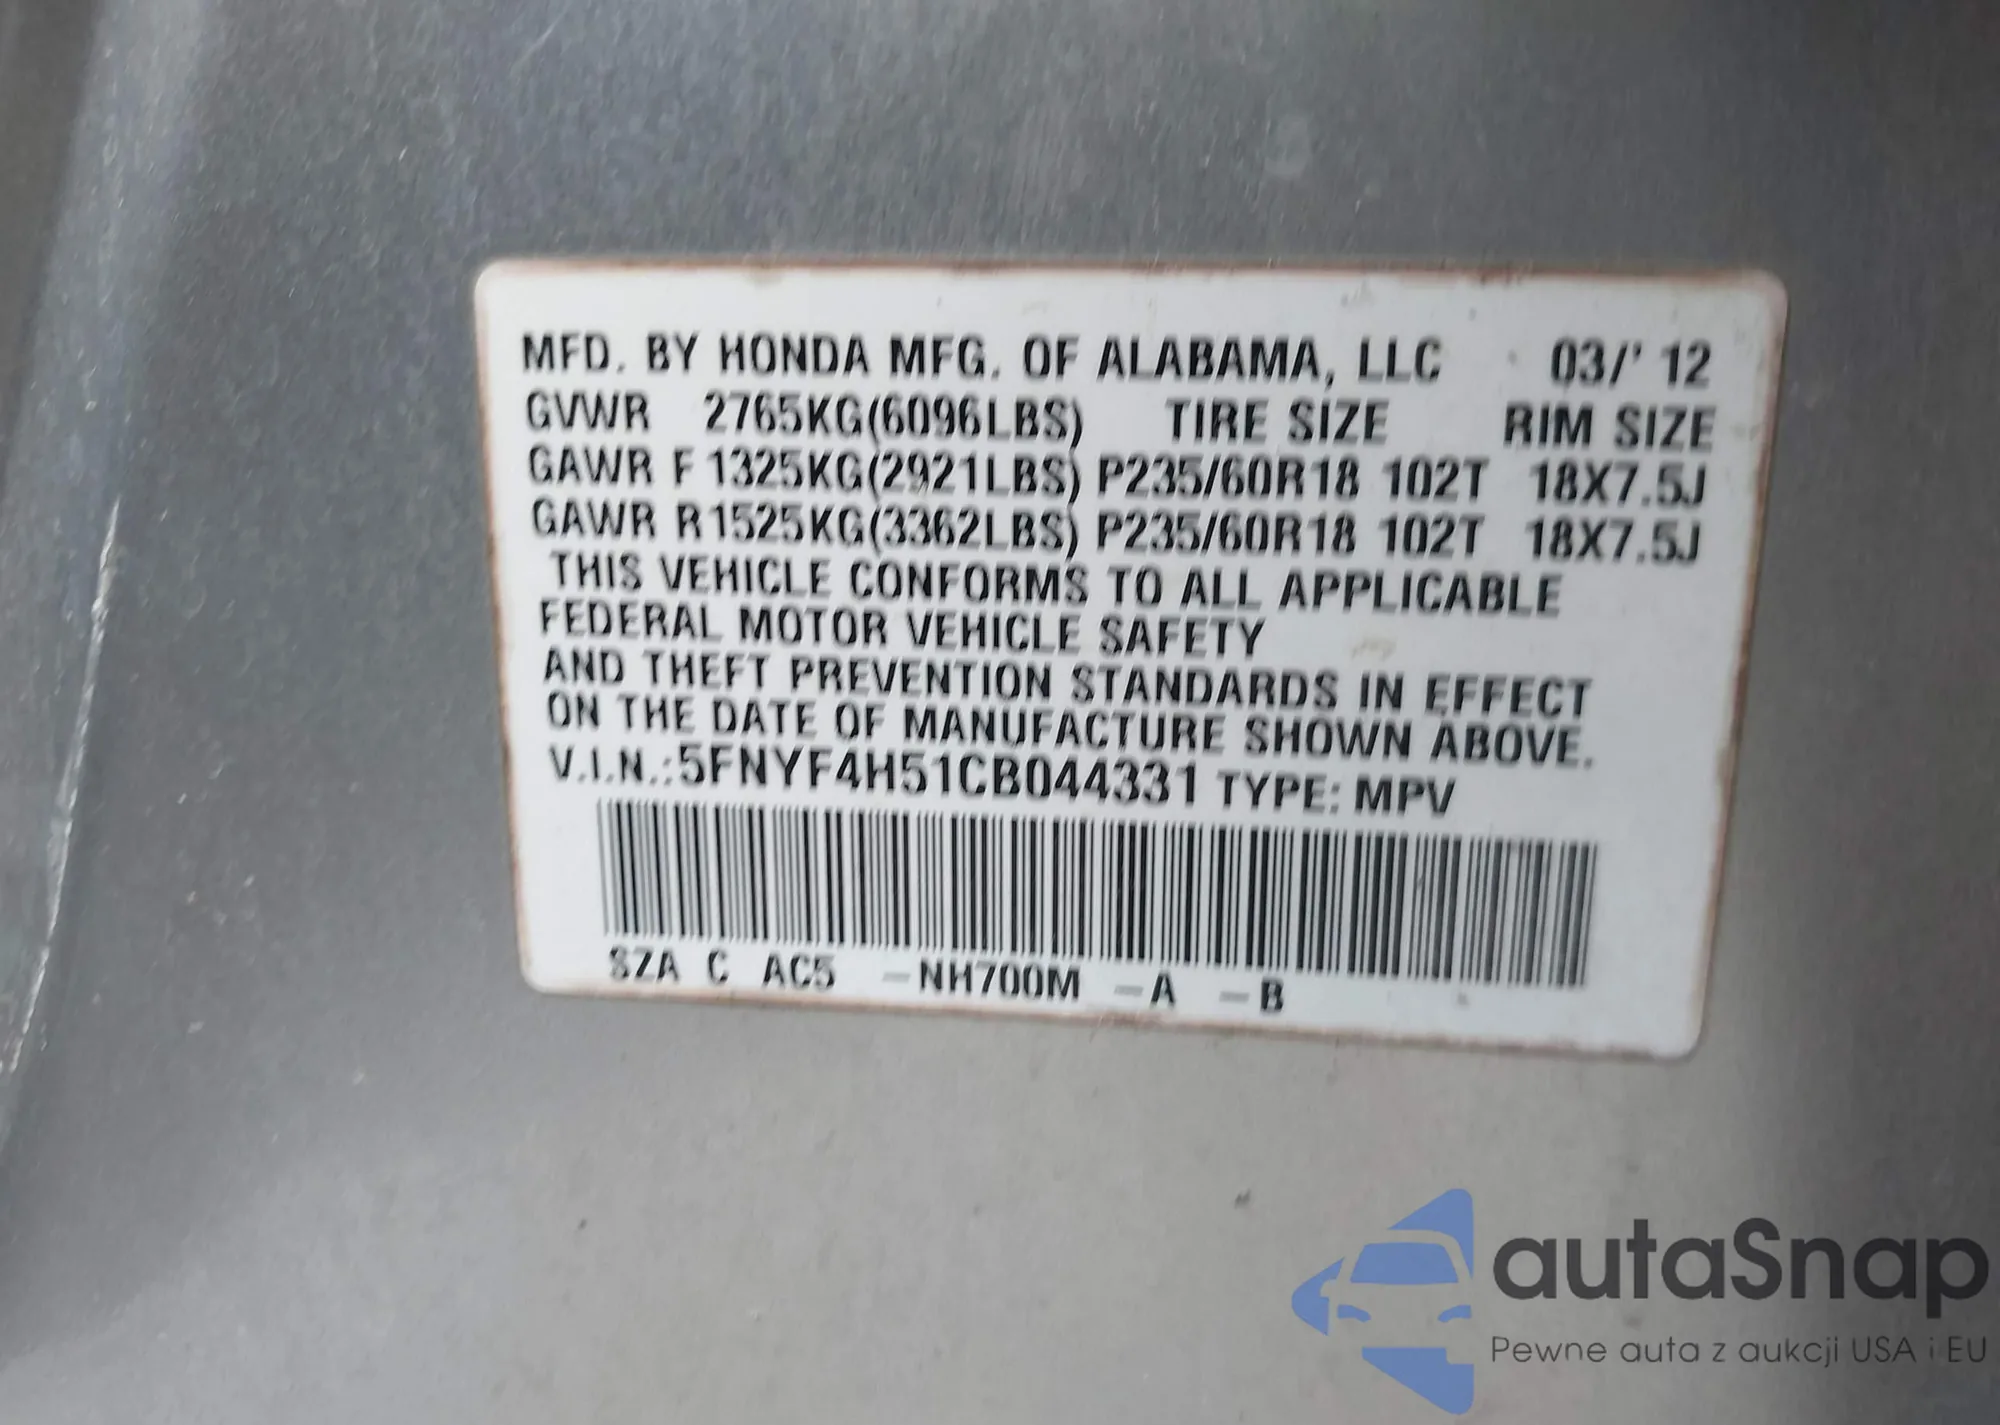 MFD. BY HONDA MFG. OF ALABAMA, LLC 03/' 12
GVWR 2765KG(6096LBS) TIRE SIZE RIM SIZE
GAWR F 1325KG(2921LBS) P235/60R18 102T 18X7.5J
GAWR R 1525KG(3362LBS) P235/60R18 102T 18X7.5J
THIS VEHICLE CONFORMS TO ALL APPLICABLE
FEDERAL MOTOR VEHICLE SAFETY
AND THEFT PREVENTION STANDARDS IN EFFECT
ON THE DATE OF MANUFACTURE SHOWN ABOVE.
V.I.N.:5FNYF4H51CB044331 TYPE: MPV
SZA C AC5 -NH700M -A -B
autaSnap
Pewne auta z aukcji USA i EU